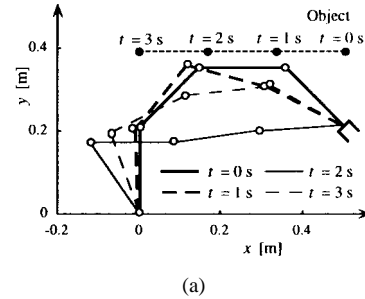 Object
t = 3 s t = 2 s t = 1 s t = 0 s
0.4
y [m]
0.2
t = 0 s t = 2 s
t = 1 s t = 3 s
0
-0.2 0 0.2 0.4
x [m]
(a)